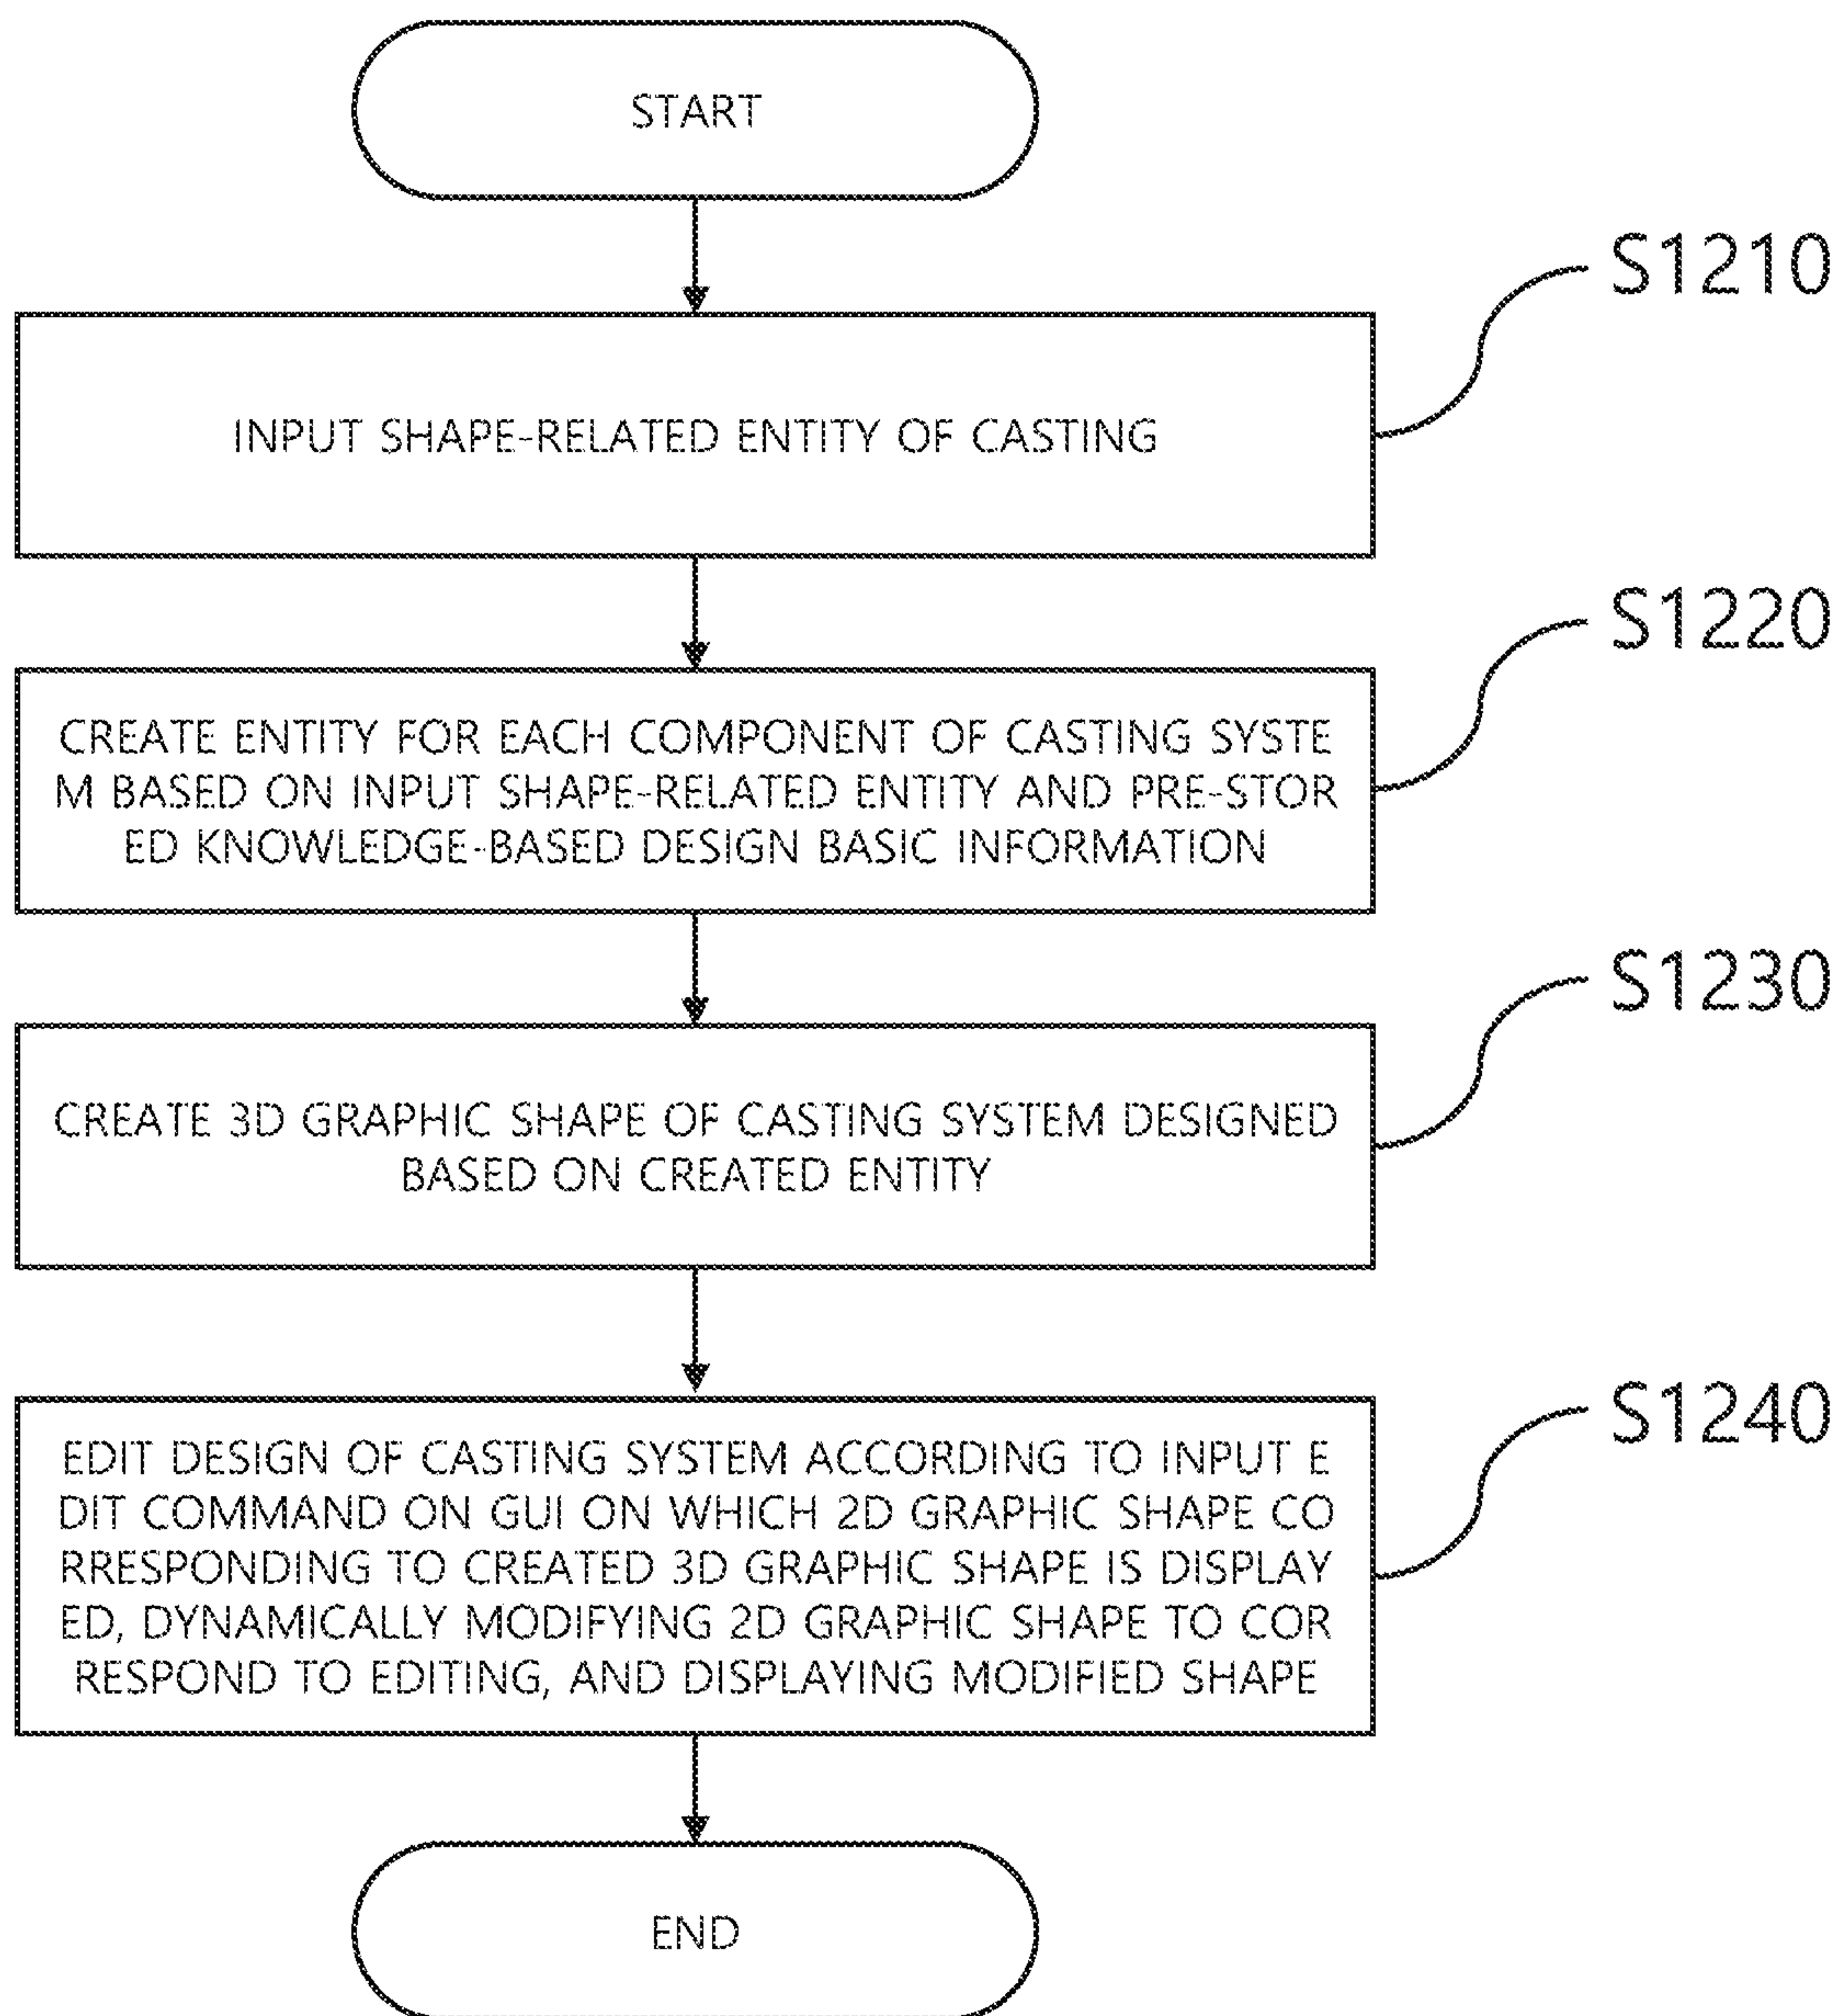 START
S1210
INPUT SHAPE-RELATED ENTITY OF CASTING
S1220
CREATE ENTITY FOR EACH COMPONENT OF CASTING SYSTE
M BASED ON INPUT SHAPE-RELATED ENTITY AND PRE-STOR
ED KNOWLEDGE-BASED DESIGN BASIC INFORMATION
S1230
CREATE 3D GRAPHIC SHAPE OF CASTING SYSTEM DESIGNED
BASED ON CREATED ENTITY
S1240
EDIT DESIGN OF CASTING SYSTEM ACCORDING TO INPUT E
DIT COMMAND ON GUI ON WHICH 2D GRAPHIC SHAPE CO
RRESPONDING TO CREATED 3D GRAPHIC SHAPE IS DISPLAY
ED, DYNAMICALLY MODIFYING 2D GRAPHIC SHAPE TO COR
RESPOND TO EDITING, AND DISPLAYING MODIFIED SHAPE
END